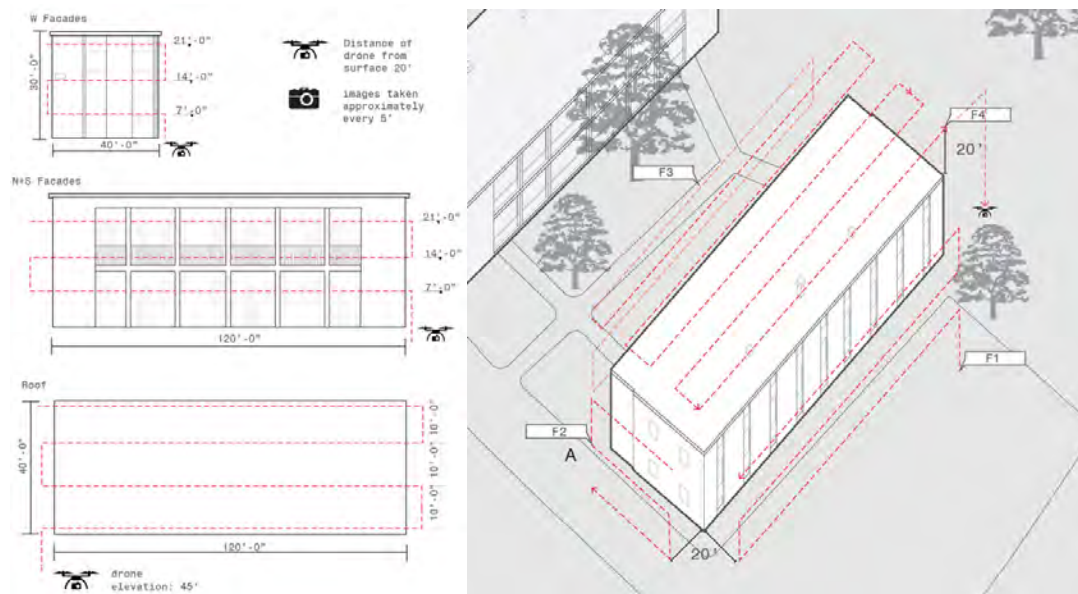 W Facades
30'-0"
21'-0"
14'-0"
7'-0"
40'-0"
Distance of
drone from
surface 20'
images taken
approximately
every 5'
N+S Facades
21'-0"
14'-0"
7'-0"
120'-0"
Roof
40'-0"
10'-0"
10'-0"
10'-0"
120'-0"
drone
elevation: 45'
F4
20'
F3
F1
F2
A
20'